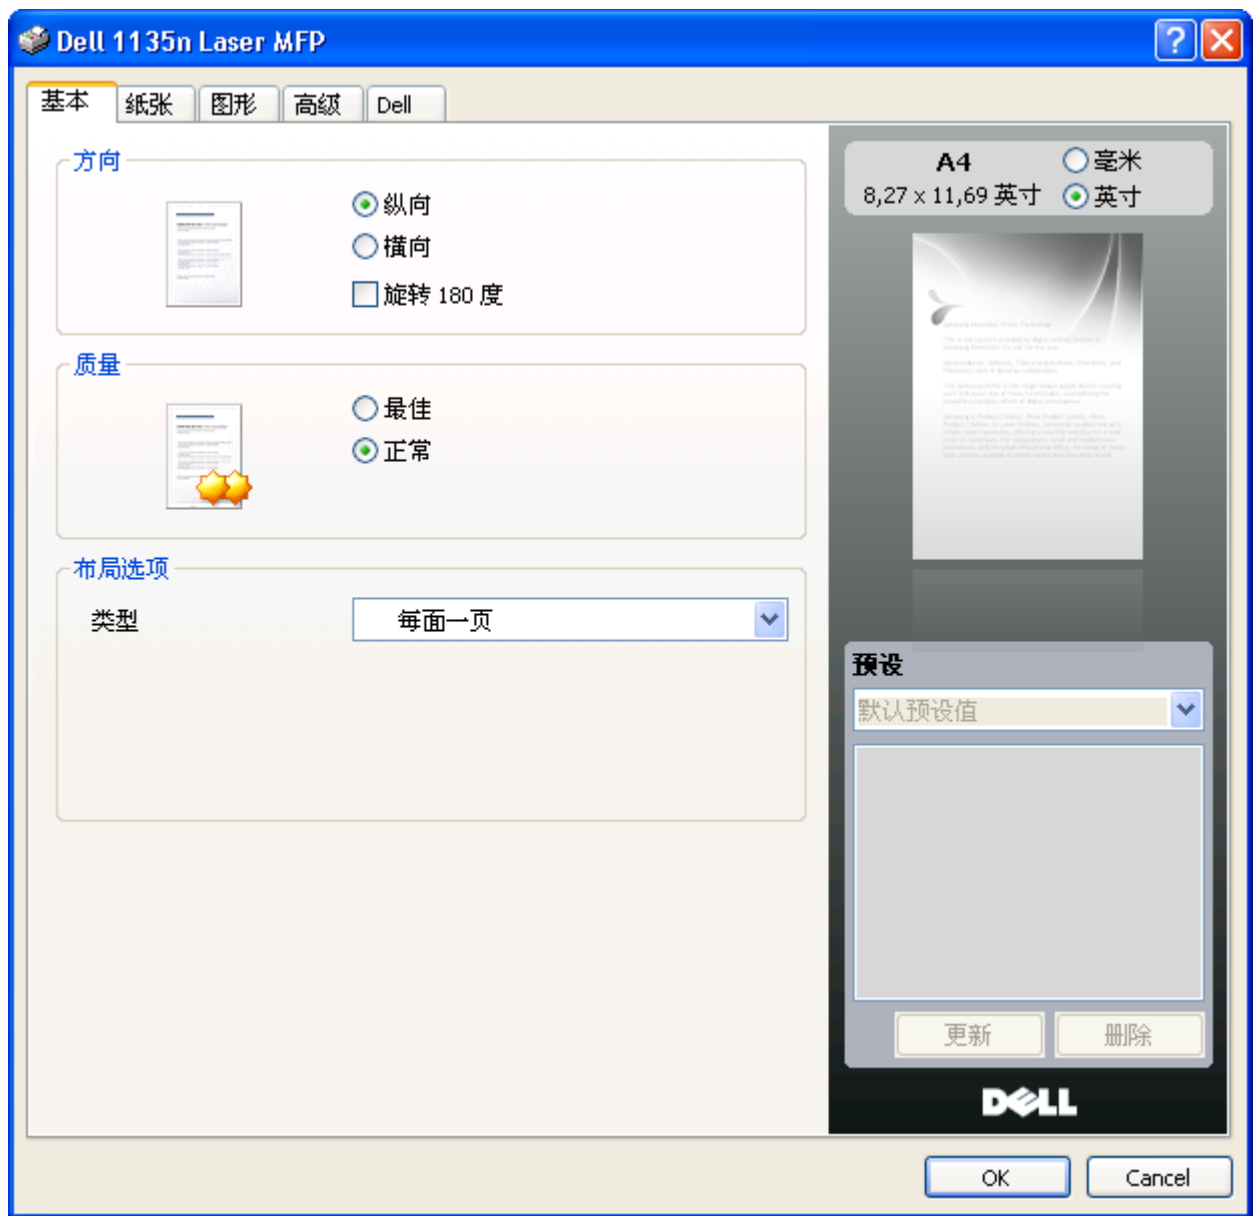 Dell 1135n Laser MFP
基本 纸张 图形 高级 Dell
方向
纵向
横向
旋转 180 度
质量
最佳
正常
布局选项
类型 每面一页
A4 毫米
8,27 x 11,69 英寸 英寸
预设
默认预设值
更新 删除
DELL
OK Cancel